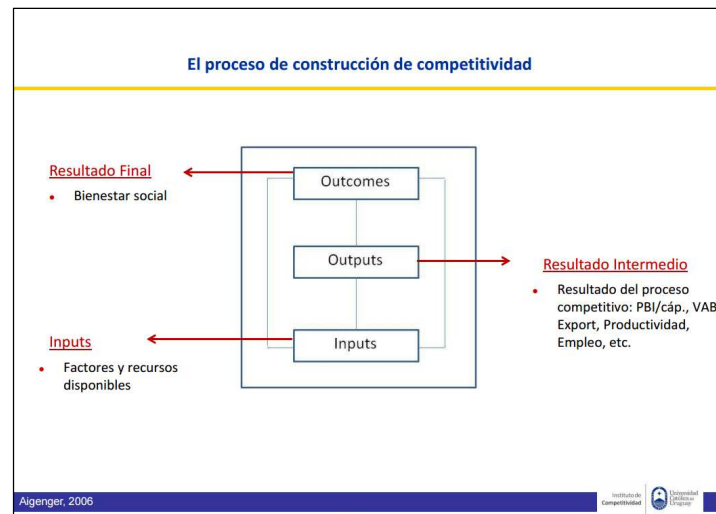 El proceso de construcción de competitividad
Resultado Final
• Bienestar social
Outcomes
Outputs
Resultado Intermedio
• Resultado del proceso
competitivo: PBI/cáp., VAB
Export, Productividad,
Empleo, etc.
Inputs
• Factores y recursos
disponibles
Inputs
Aigenger, 2006
Instituto de
Competitividad
Universidad
Católica del
Uruguay